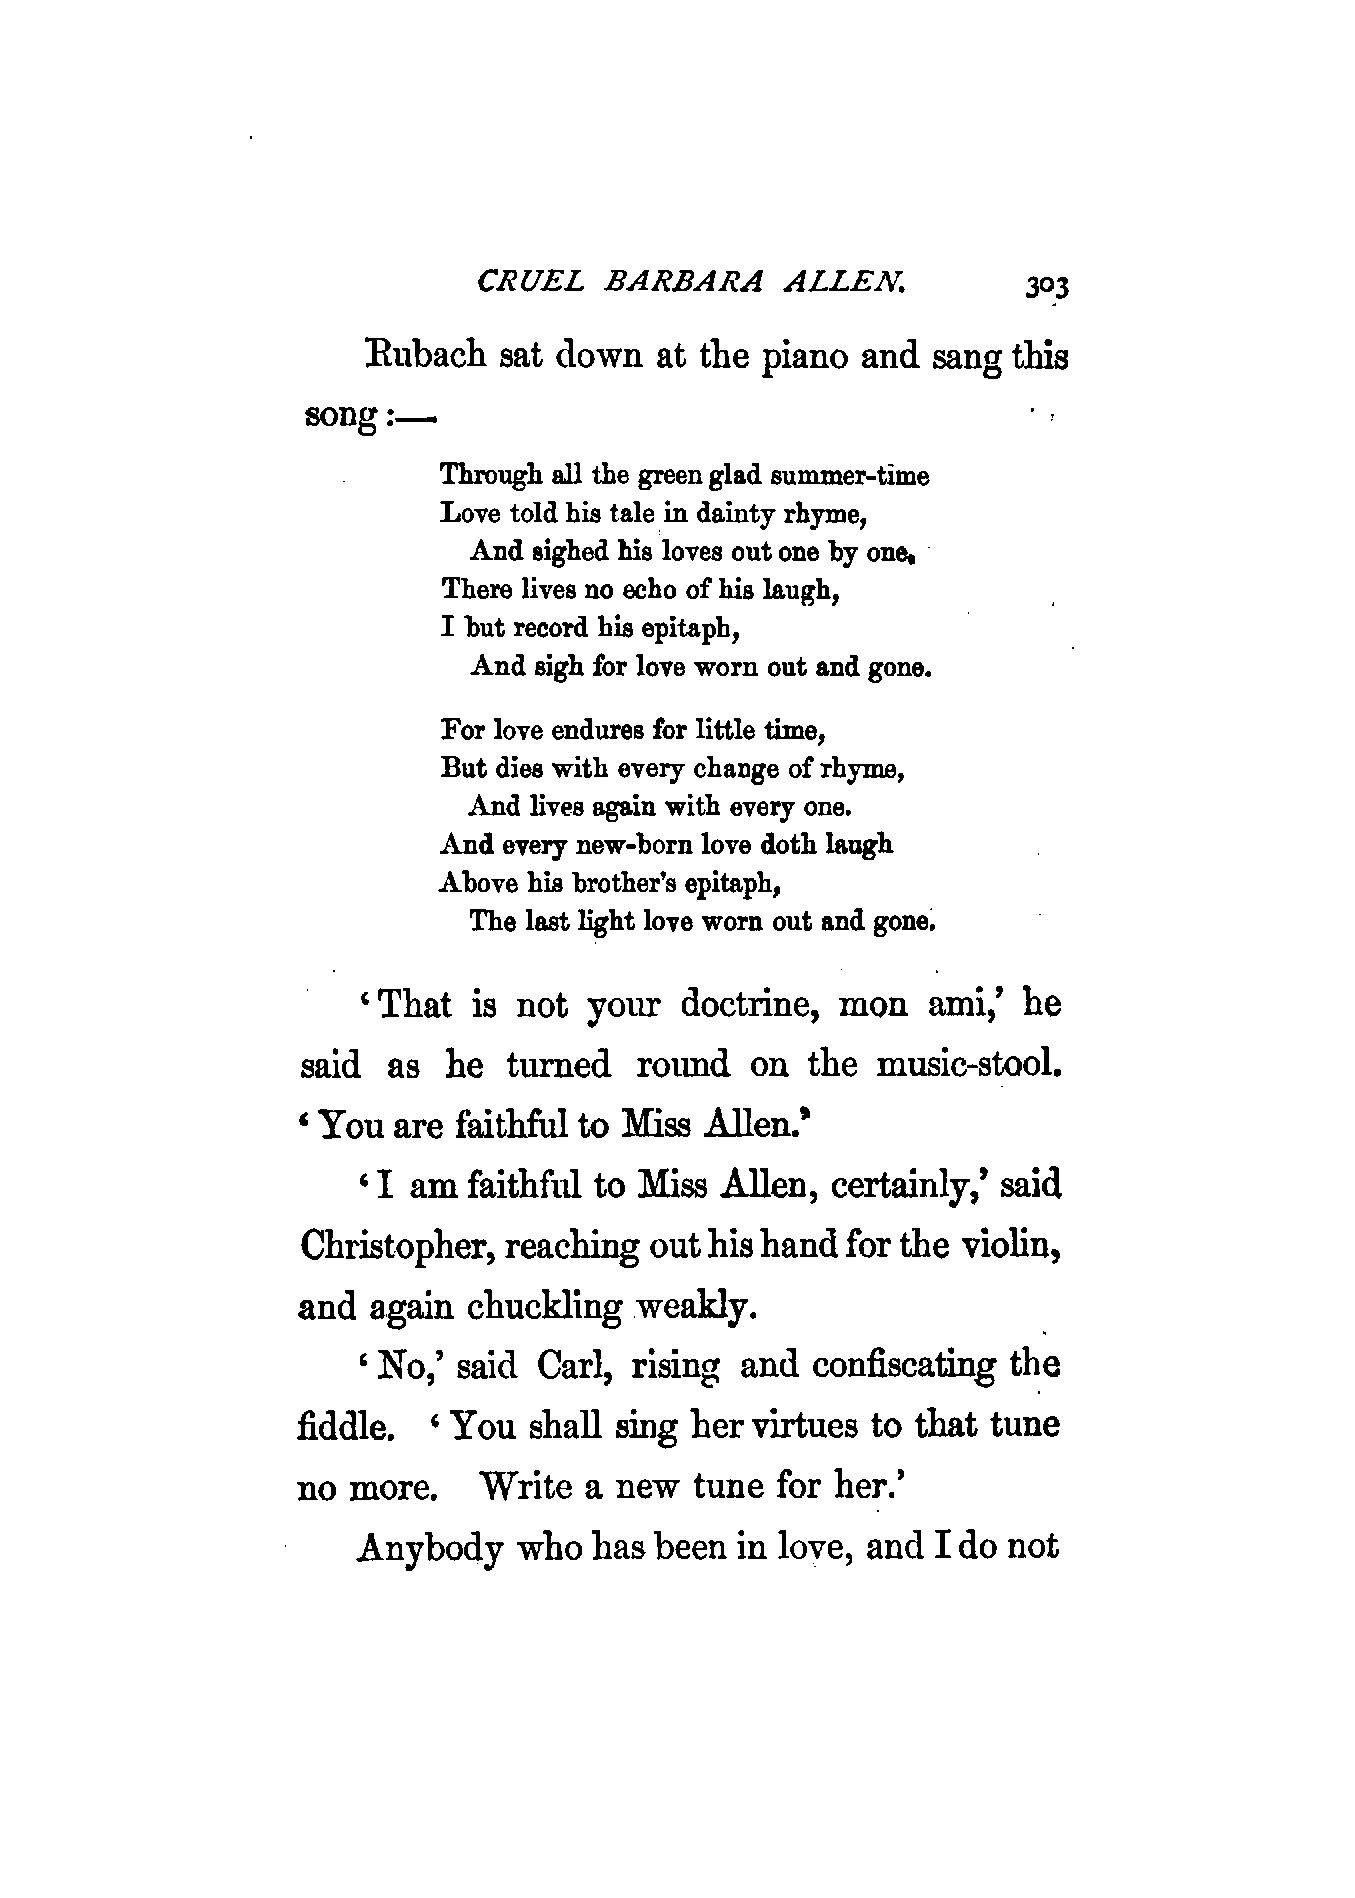 CRUEL BARBARA ALLEN. 303
Rubach sat down at the piano and sang this
song:—
Through all the green glad summer-time
Love told his tale in dainty rhyme,
And sighed his loves out one by one.
There lives no echo of his laugh,
I but record his epitaph,
And sigh for love worn out and gone.
For love endures for little time,
But dies with every change of rhyme,
And lives again with every one.
And every new-born love doth laugh
Above his brother's epitaph,
The last light love worn out and gone.
‘That is not your doctrine, mon ami,’ he
said as he turned round on the music-stool.
‘You are faithful to Miss Allen.’
‘I am faithful to Miss Allen, certainly,’ said
Christopher, reaching out his hand for the violin,
and again chuckling weakly.
‘No,’ said Carl, rising and confiscating the
fiddle. ‘You shall sing her virtues to that tune
no more. Write a new tune for her.’
Anybody who has been in love, and I do not